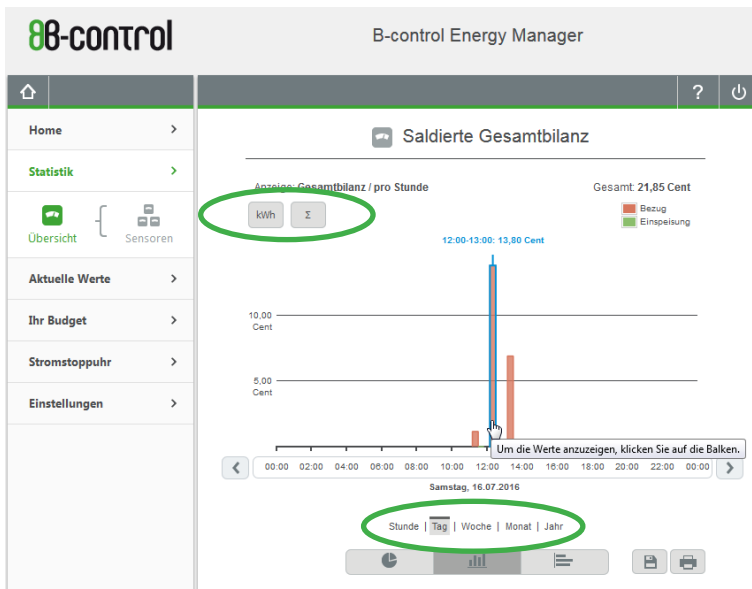 B-control
B-control Energy Manager
?
Home
Statistik
Übersicht
Sensoren
Aktuelle Werte
Ihr Budget
Stromstoppuhr
Einstellungen
Saldierte Gesamtbilanz
Anzeige: Gesamtbilanz / pro Stunde
Gesamt: 21,85 Cent
kWh Σ
Bezug
Einspeisung
12:00-13:00: 13,80 Cent
10,00
Cent
5,00
Cent
Um die Werte anzuzeigen, klicken Sie auf die Balken.
00:00 02:00 04:00 06:00 08:00 10:00 12:00 14:00 16:00 18:00 20:00 22:00 00:00
Samstag, 16.07.2016
Stunde | Tag | Woche | Monat | Jahr